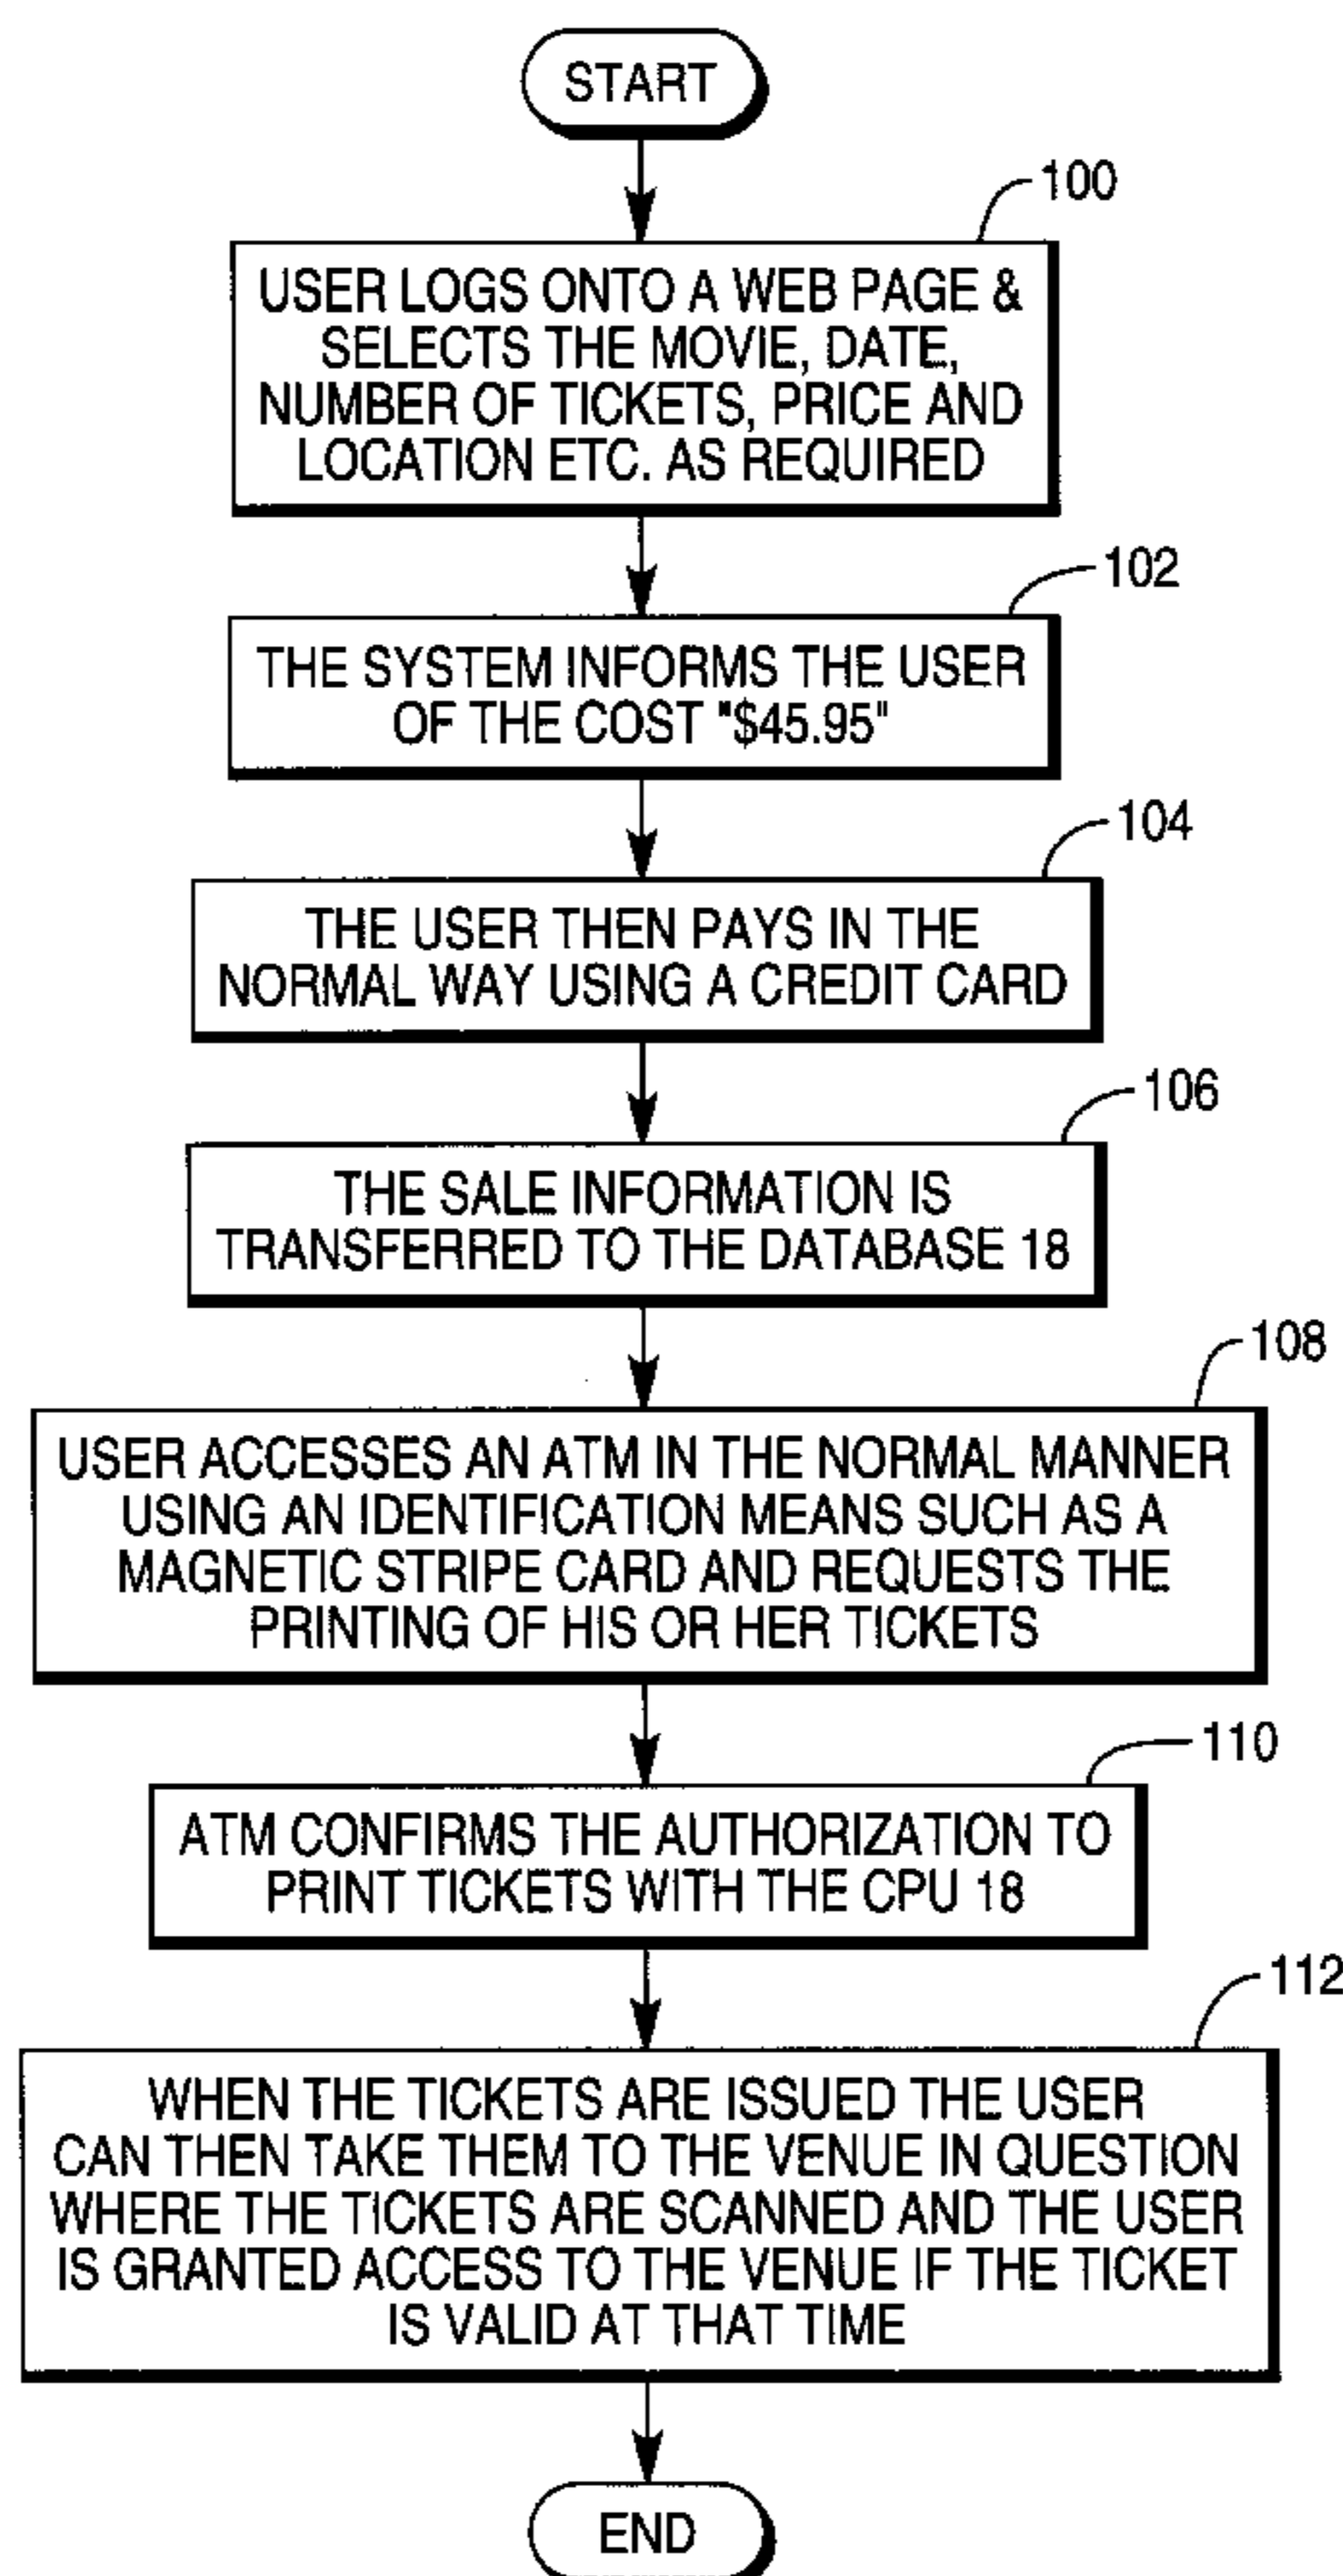 START
100
USER LOGS ONTO A WEB PAGE &
SELECTS THE MOVIE, DATE,
NUMBER OF TICKETS, PRICE AND
LOCATION ETC. AS REQUIRED
102
THE SYSTEM INFORMS THE USER
OF THE COST "$45.95"
104
THE USER THEN PAYS IN THE
NORMAL WAY USING A CREDIT CARD
106
THE SALE INFORMATION IS
TRANSFERRED TO THE DATABASE 18
108
USER ACCESSES AN ATM IN THE NORMAL MANNER
USING AN IDENTIFICATION MEANS SUCH AS A
MAGNETIC STRIPE CARD AND REQUESTS THE
PRINTING OF HIS OR HER TICKETS
110
ATM CONFIRMS THE AUTHORIZATION TO
PRINT TICKETS WITH THE CPU 18
112
WHEN THE TICKETS ARE ISSUED THE USER
CAN THEN TAKE THEM TO THE VENUE IN QUESTION
WHERE THE TICKETS ARE SCANNED AND THE USER
IS GRANTED ACCESS TO THE VENUE IF THE TICKET
IS VALID AT THAT TIME
END